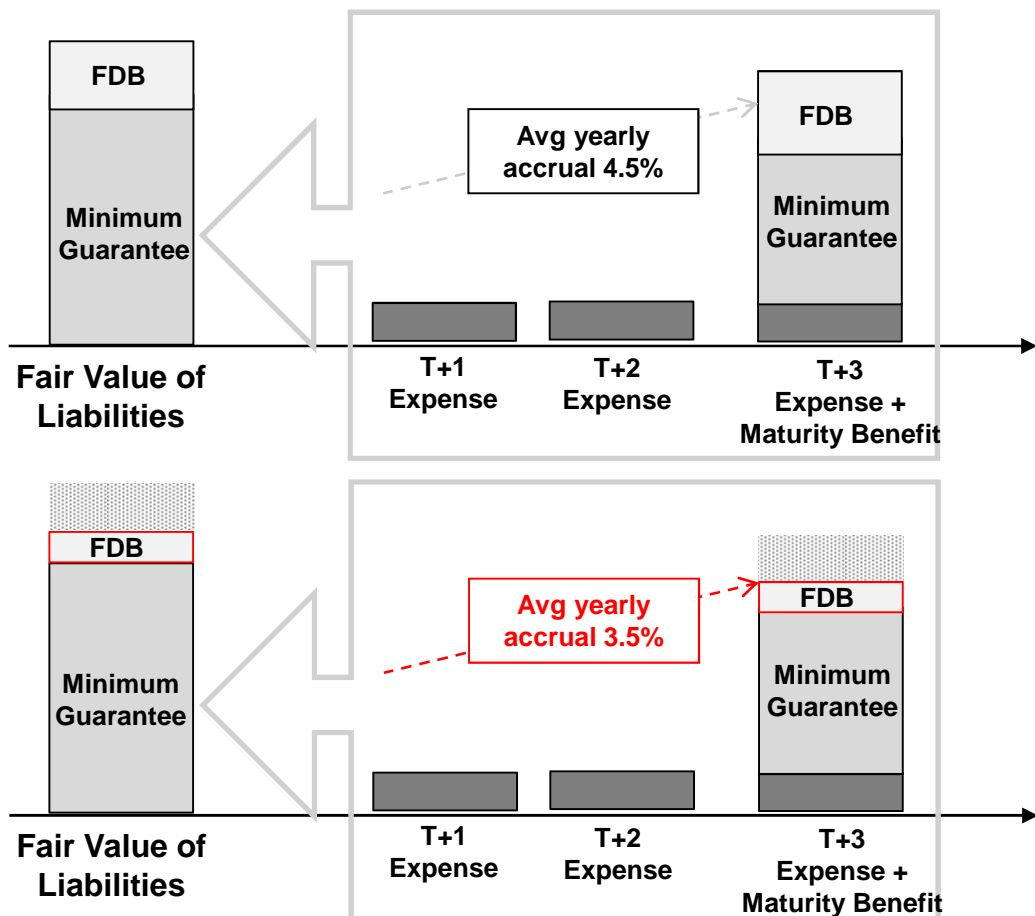 FDB
Minimum
Guarantee
Avg yearly
accrual 4.5%
FDB
Minimum
Guarantee
Fair Value of
Liabilities
T+1
Expense
T+2
Expense
T+3
Expense +
Maturity Benefit
FDB
Minimum
Guarantee
Avg yearly
accrual 3.5%
FDB
Minimum
Guarantee
Fair Value of
Liabilities
T+1
Expense
T+2
Expense
T+3
Expense +
Maturity Benefit